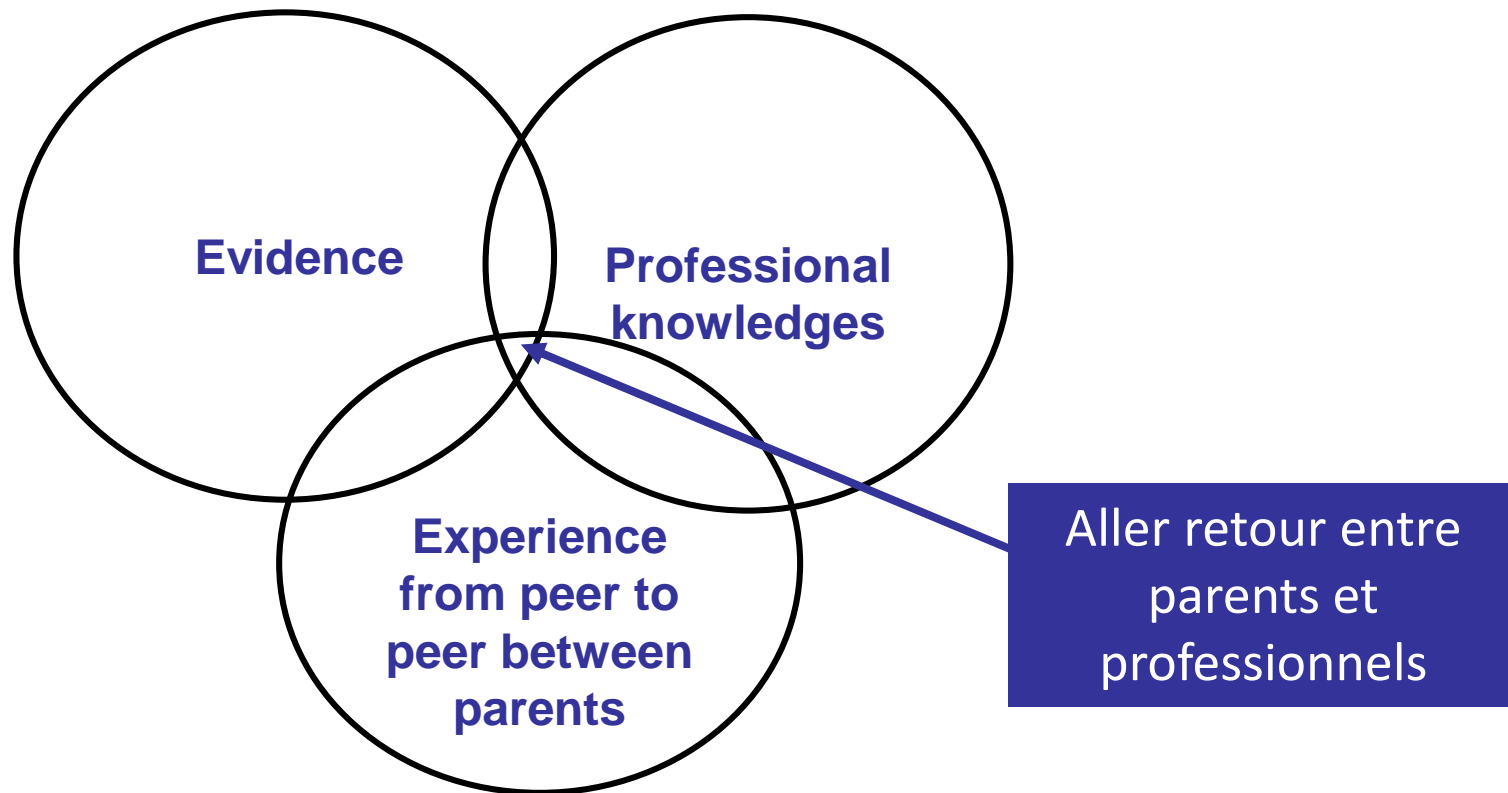 Evidence
Professional
knowledges
Experience
from peer to
peer between
parents
Aller retour entre
parents et
professionnels